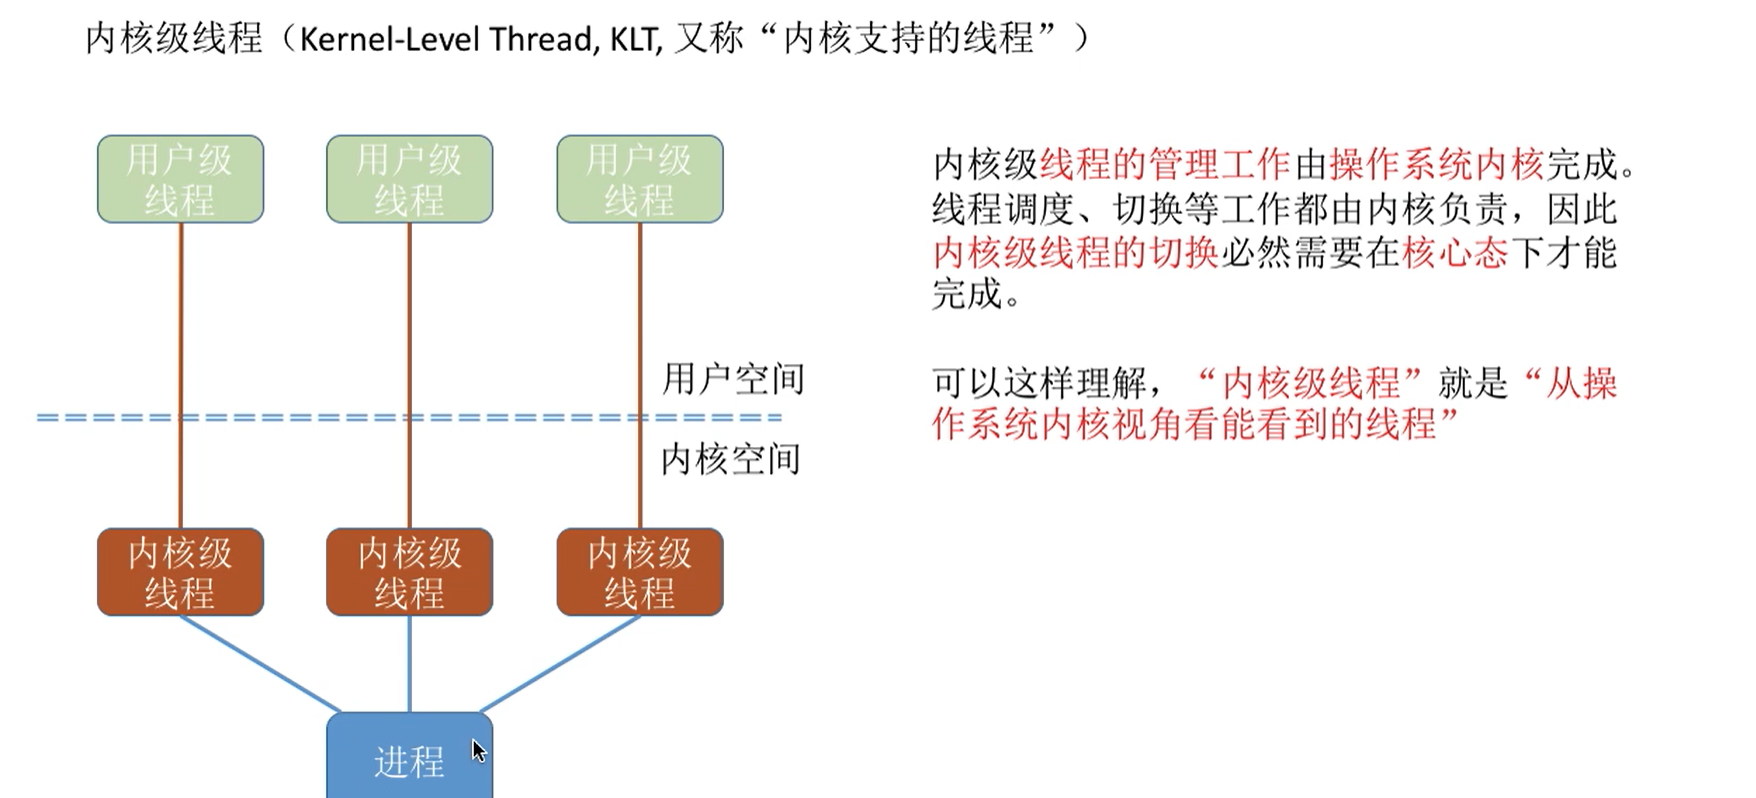 内核级线程（Kernel-Level Thread, KLT, 又称“内核支持的线程”）
用户级
线程
用户级
线程
用户级
线程
内核级线程的管理工作由操作系统内核完成。
线程调度、切换等工作都由内核负责，因此
内核级线程的切换必然需要在核心态下才能
完成。
可以这样理解，“内核级线程”就是“从操
作系统内核视角看能看到的线程”
用户空间
内核空间
内核级
线程
内核级
线程
内核级
线程
进程